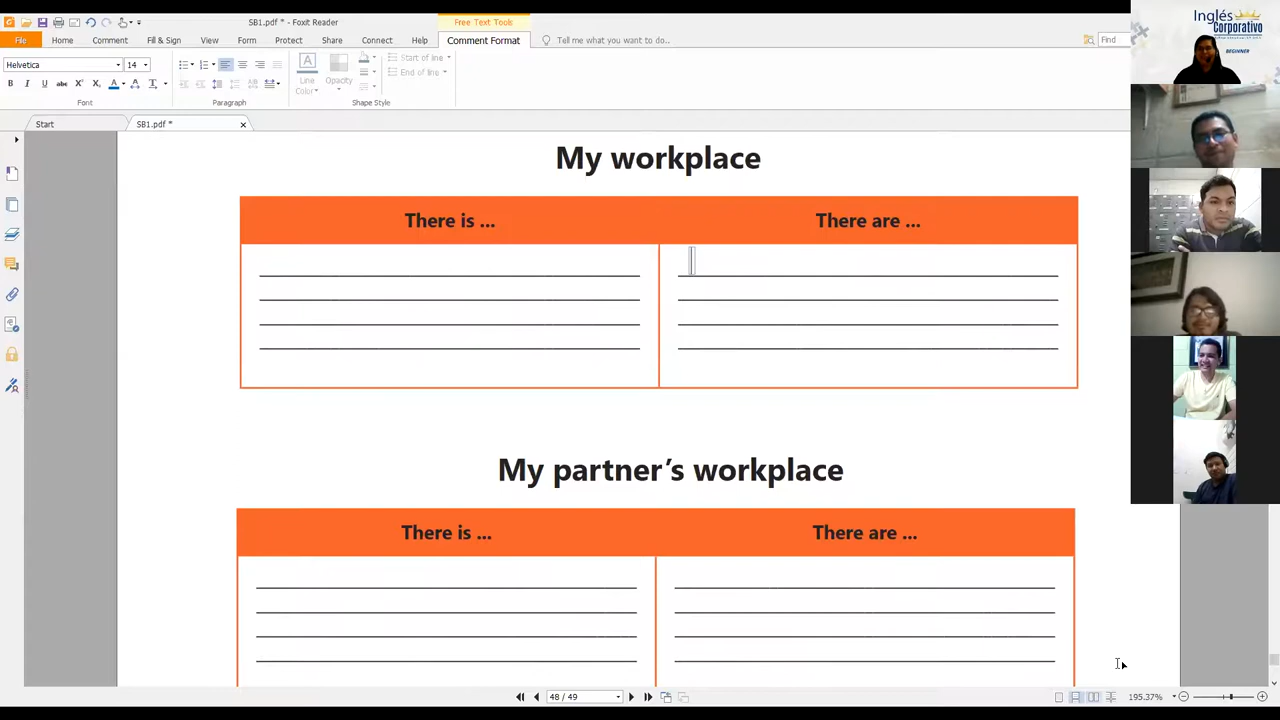 SB1.pdf * - Foxit Reader
Free Text Tools
File
Home
Comment
Fill & Sign
View
Form
Protect
Share
Connect
Help
Comment Format
Tell me what you want to do..
Find
Helvetica
14
Line
Color
Opacity
Start of line
End of line
Font
Paragraph
Shape Style
Start
SB1.pdf *
Inglés
Corporativo
BEGINNER
My workplace
There is ...
There are ...
My partner's workplace
There is ...
There are ...
48 / 49
195.37%